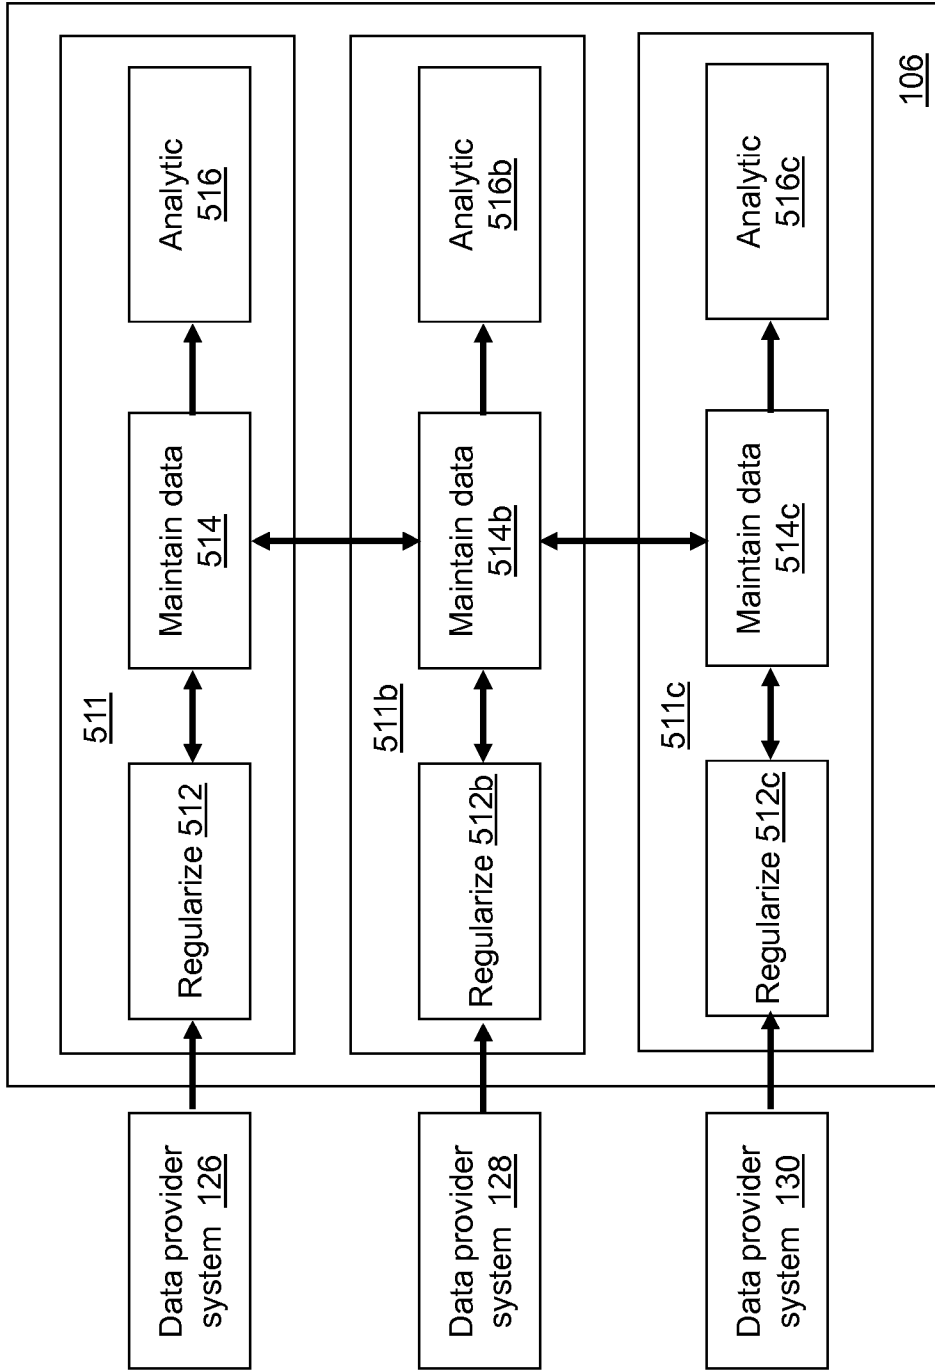 Data provider
system 126
Regularize 512
511
Maintain data
514
Analytic
516
Data provider
system 128
Regularize 512b
511b
Maintain data
514b
Analytic
516b
Data provider
system 130
Regularize 512c
511c
Maintain data
514c
Analytic
516c
106